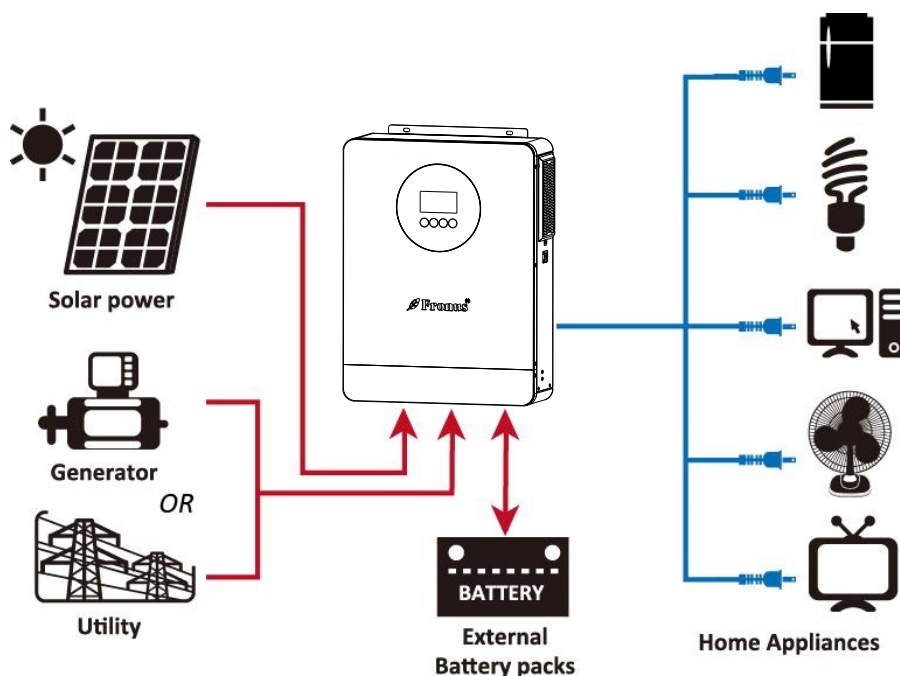 Solar power
Fronus®
Generator
OR
Utility
BATTERY
External
Battery packs
Home Appliances